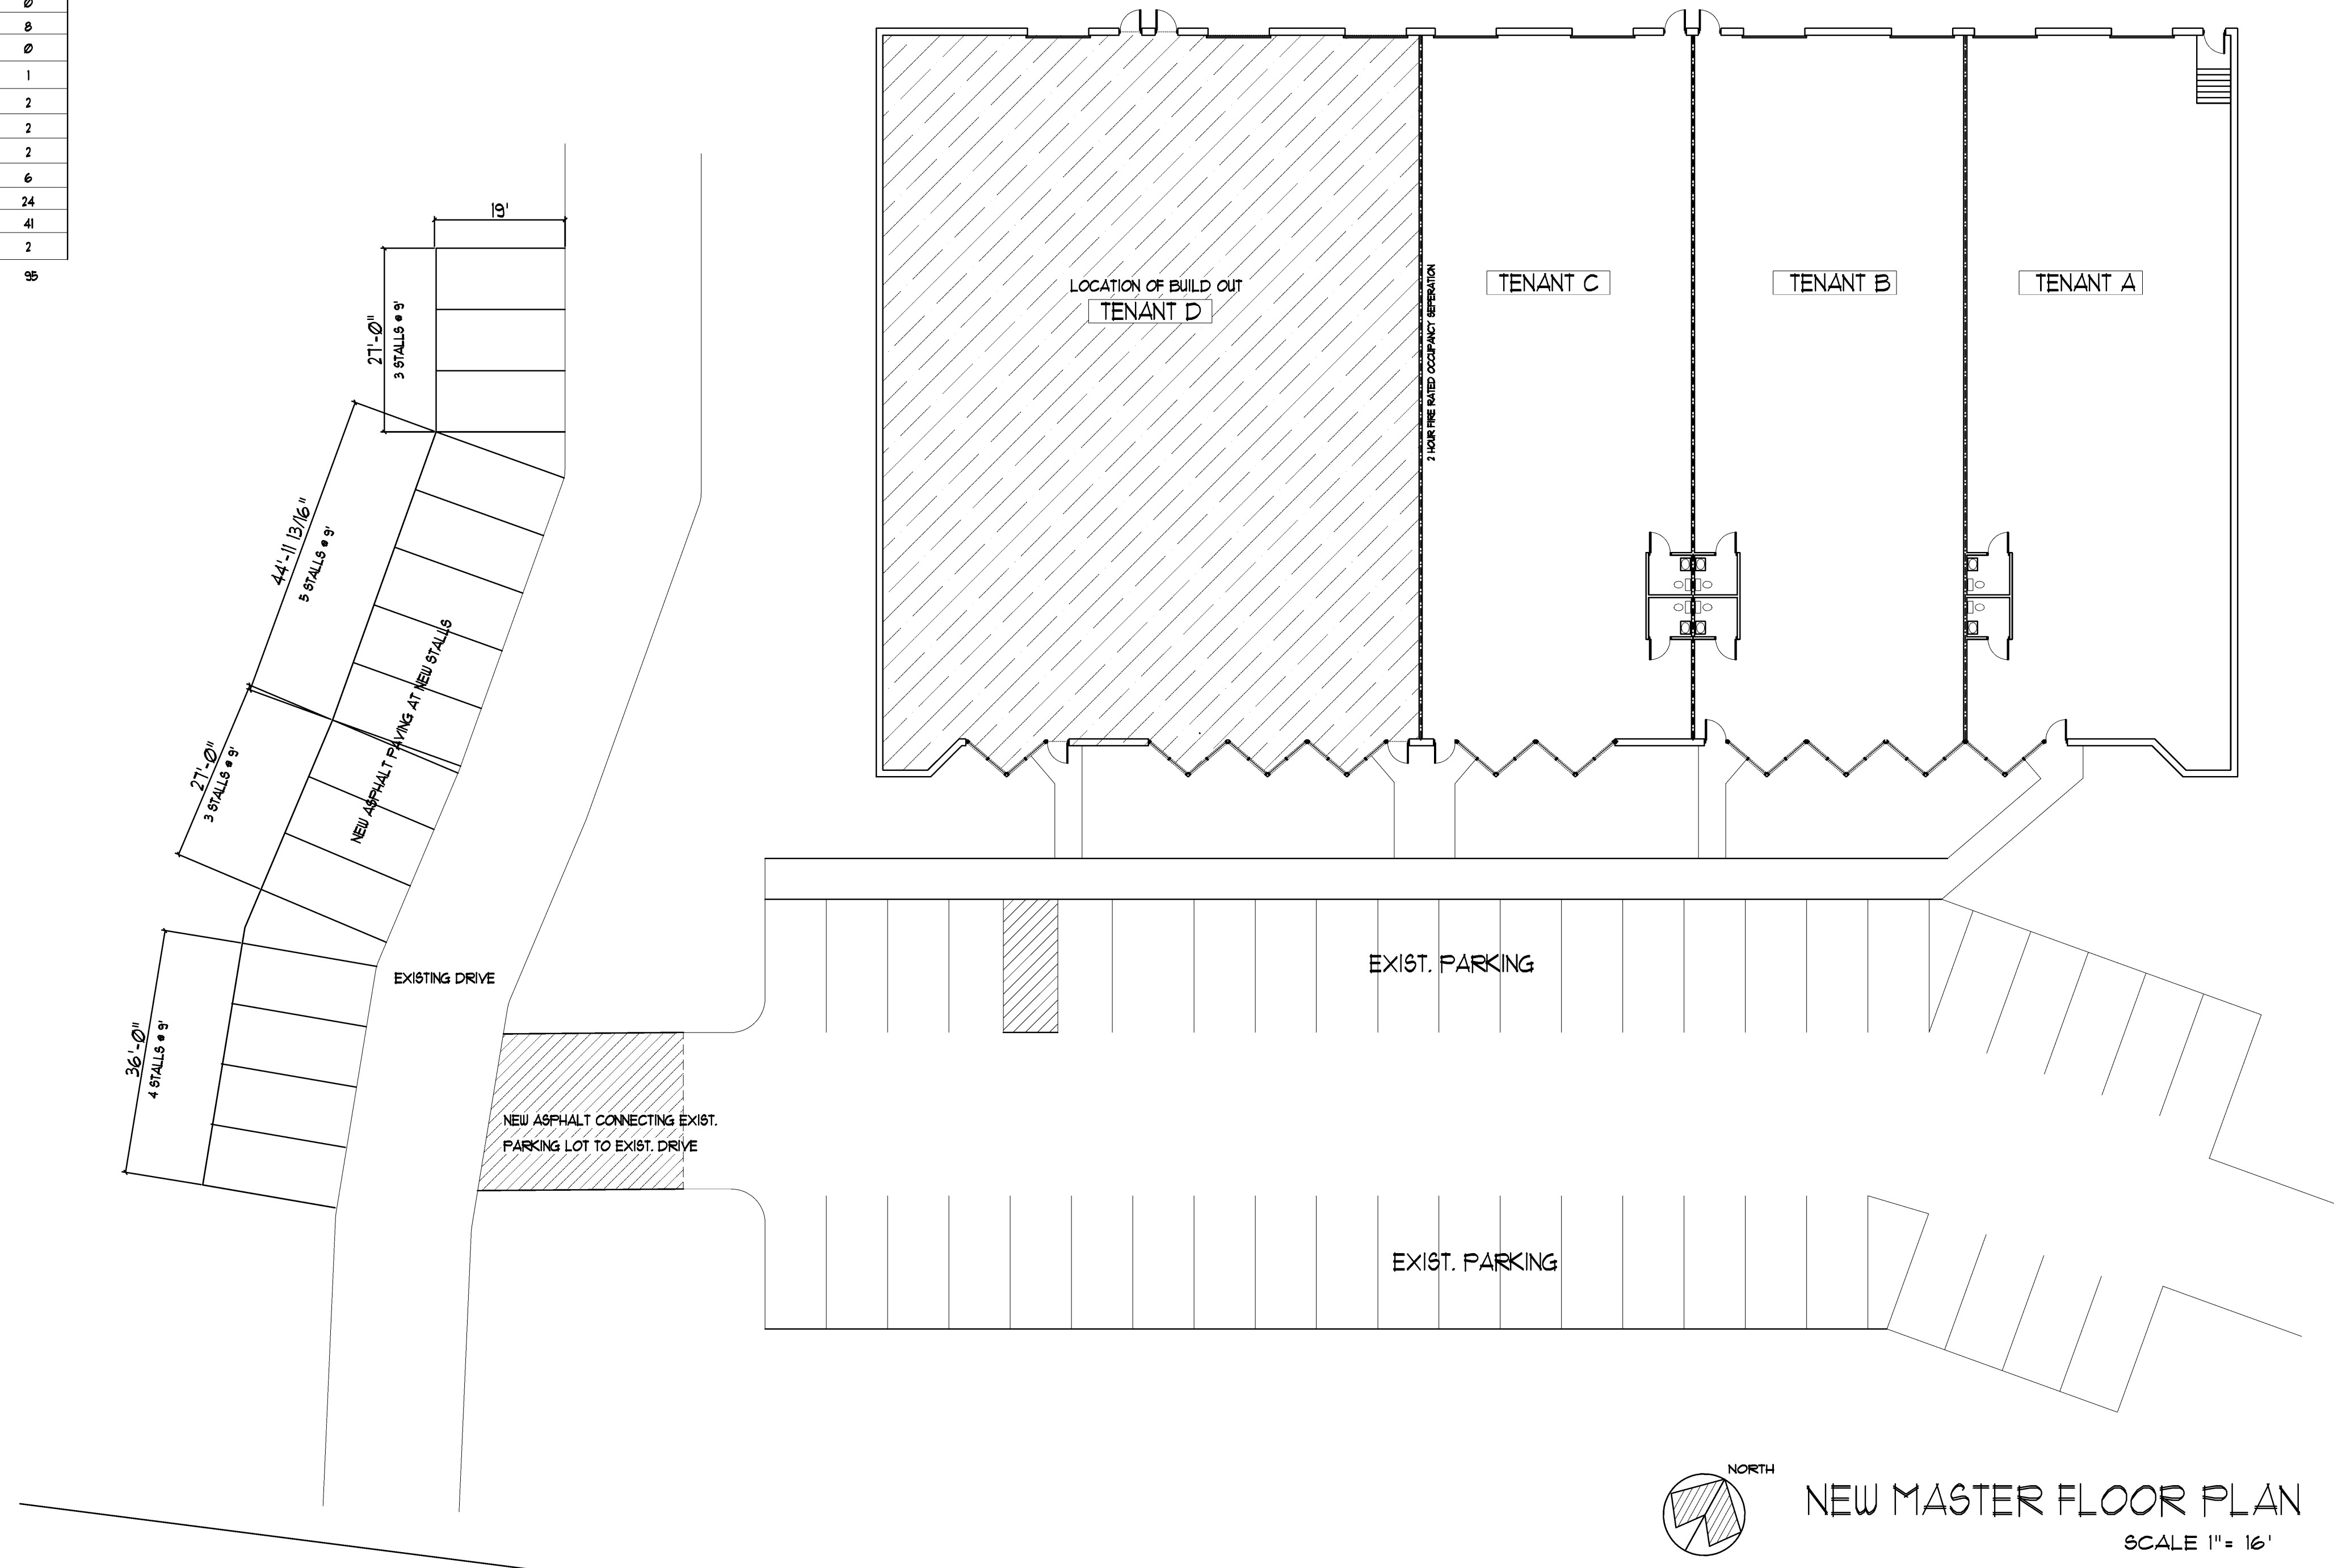 Ø
8
Ø
1
2
2
2
6
24
41
2
95
19'
27'-Ø"
3 STALLS @ 9'
44'-11 13/16"
5 STALLS @ 9'
27'-Ø"
3 STALLS @ 9'
NEW ASPHALT PAVING AT NEW STALLS
36'-Ø"
4 STALLS @ 9'
EXISTING DRIVE
NEW ASPHALT CONNECTING EXIST.
PARKING LOT TO EXIST. DRIVE
LOCATION OF BUILD OUT
TENANT D
2 HOUR FIRE RATED OCCUPANCY SEPERATION
TENANT C
TENANT B
TENANT A
EXIST. PARKING
EXIST. PARKING
NORTH
NEW MASTER FLOOR PLAN
SCALE 1"= 16'